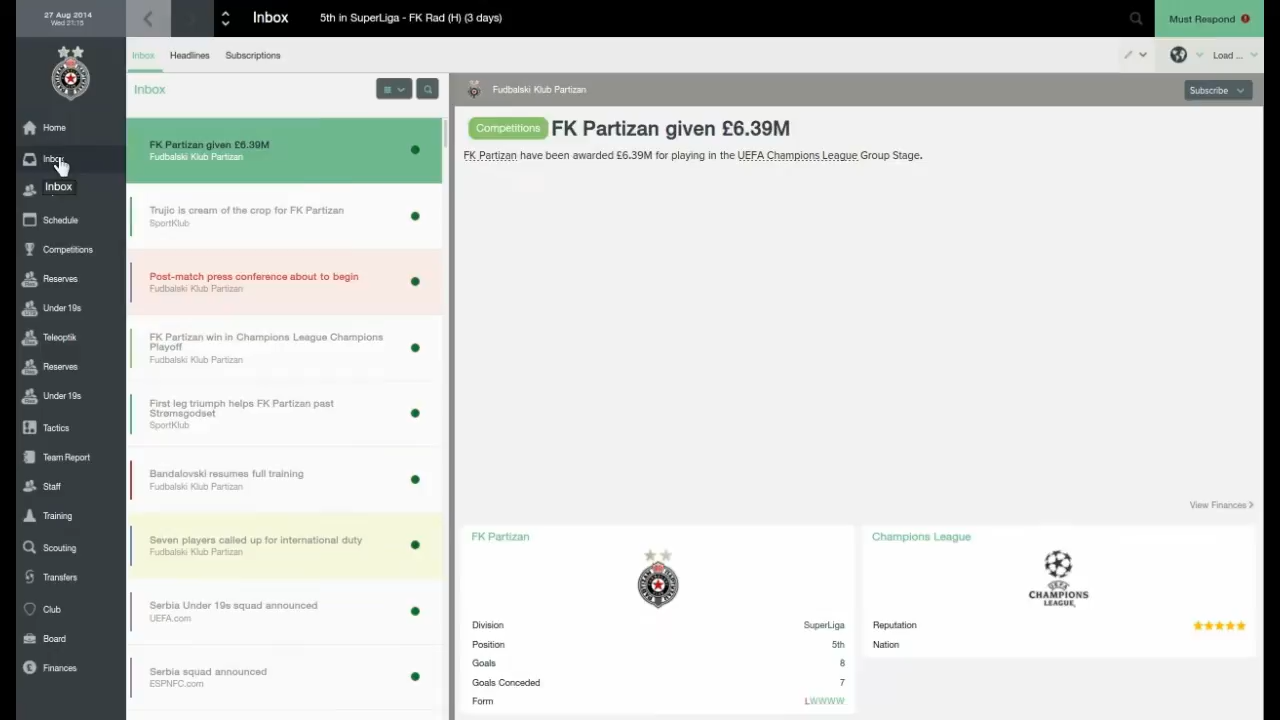 27 Aug 2014
Wed 21:15
Inbox
5th in SuperLiga - FK Rad (H) (3 days)
Must Respond
Inbox
Headlines
Subscriptions
Load ...
Inbox
Fudbalski Klub Partizan
Subscribe
Home
Inbox
Inbox
Schedule
Competitions
Reserves
Under 19s
Teleoptik
Reserves
Under 19s
Tactics
Team Report
Staff
Training
Scouting
Transfers
Club
Board
Finances
FK Partizan given £6.39M
Fudbalski Klub Partizan
Trujic is cream of the crop for FK Partizan
SportKlub
Post-match press conference about to begin
Fudbalski Klub Partizan
FK Partizan win in Champions League Champions
Playoff
Fudbalski Klub Partizan
First leg triumph helps FK Partizan past
Strømsgodset
SportKlub
Bandalovski resumes full training
Fudbalski Klub Partizan
Seven players called up for international duty
Fudbalski Klub Partizan
Serbia Under 19s squad announced
UEFA.com
Serbia squad announced
ESPNFC.com
Competitions FK Partizan given £6.39M
FK Partizan have been awarded £6.39M for playing in the UEFA Champions League Group Stage.
View Finances
FK Partizan
Division SuperLiga
Position 5th
Goals 8
Goals Conceded 7
Form LWWWW
Champions League
UEFA
CHAMPIONS
LEAGUE
Reputation
Nation